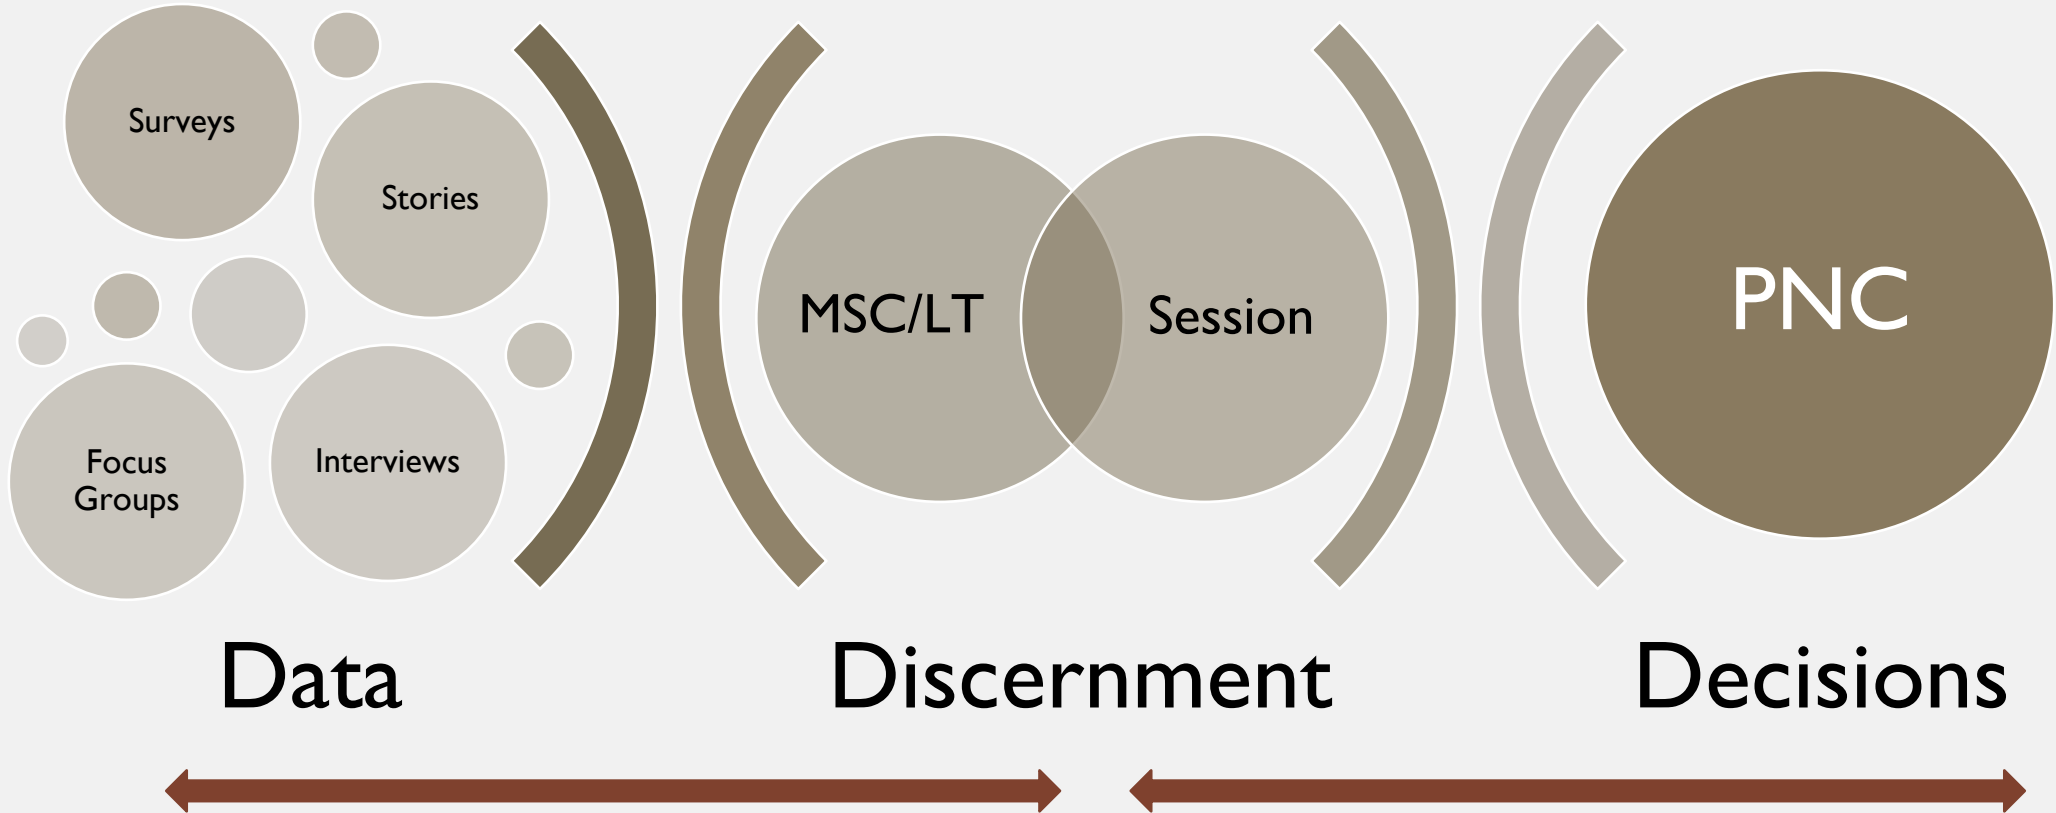 Surveys
Stories
Focus
Groups
Interviews
MSC/LT
Session
PNC
Data
Discernment
Decisions